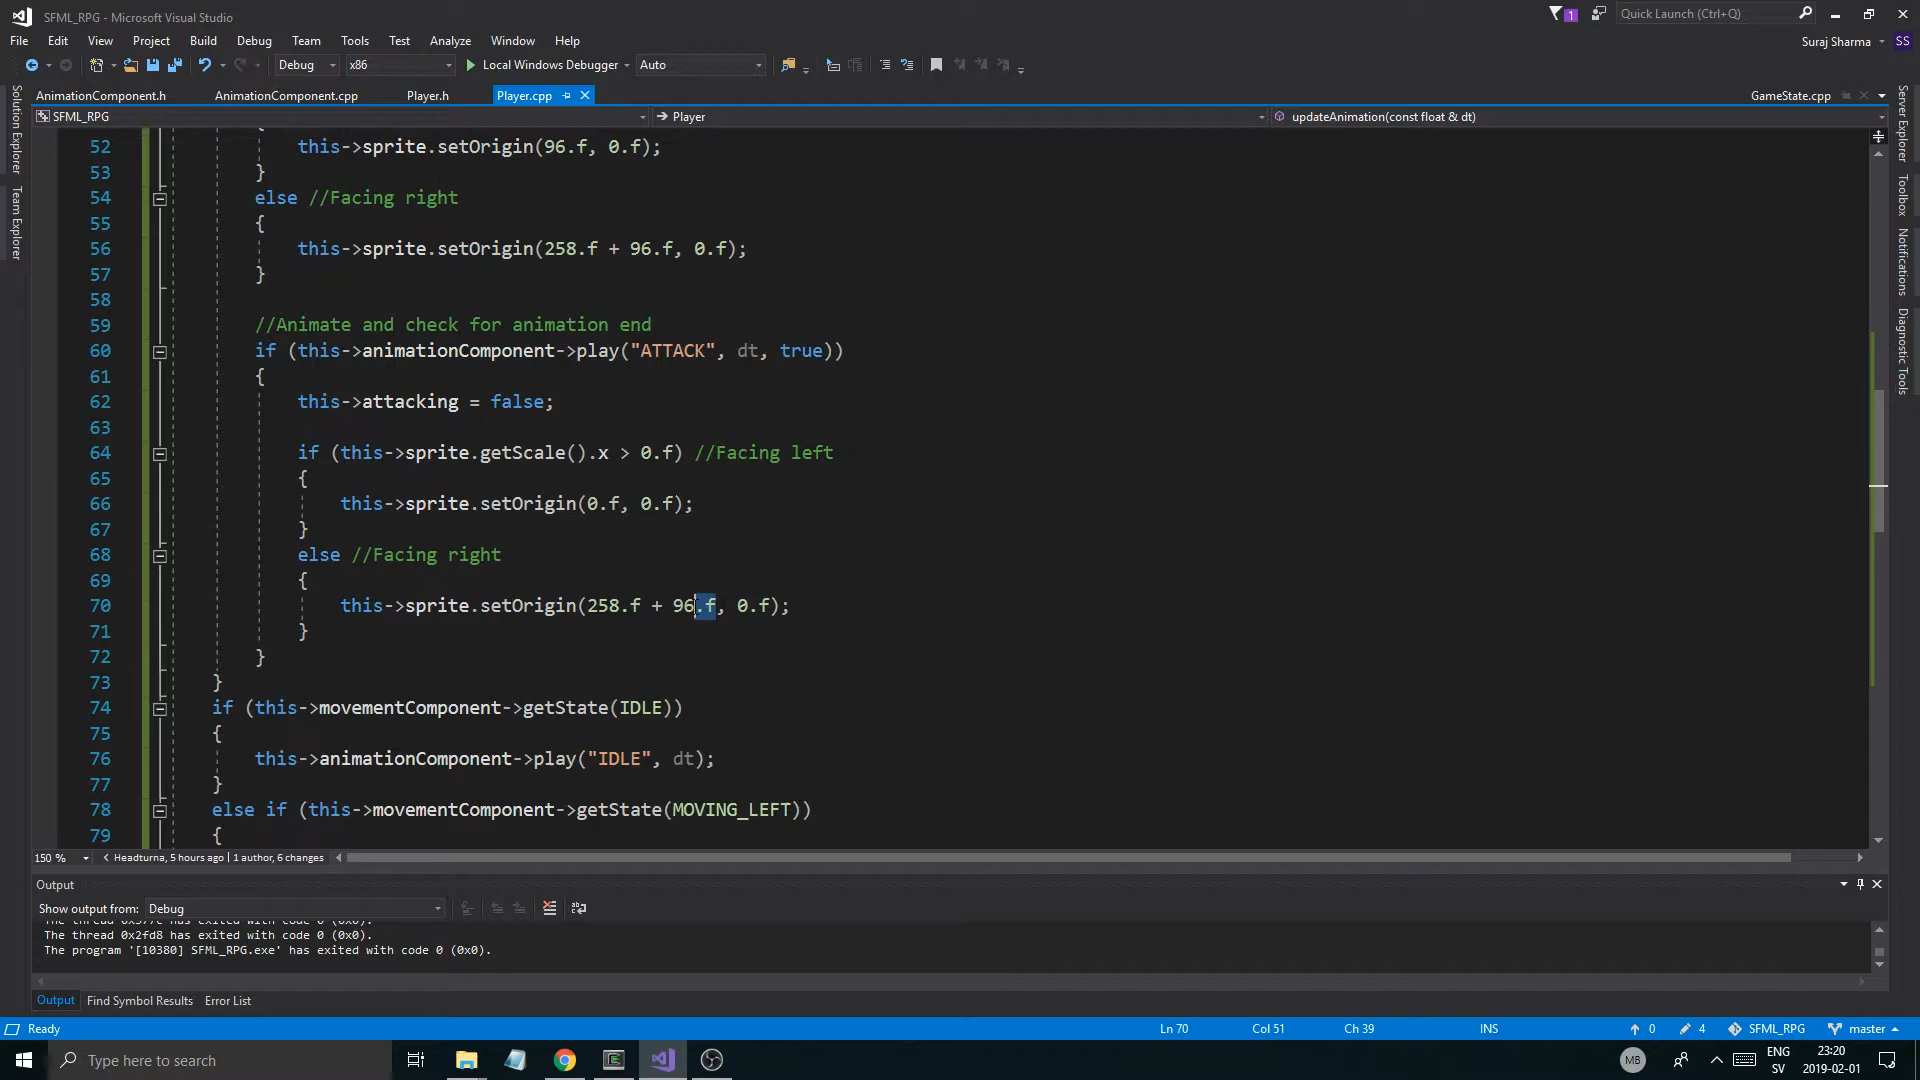 SFML_RPG - Microsoft Visual Studio
1
Quick Launch (Ctrl+Q)
File Edit View Project Build Debug Team Tools Test Analyze Window Help
Suraj Sharma SS
Debug x86 Local Windows Debugger Auto
AnimationComponent.h AnimationComponent.cpp Player.h Player.cpp GameState.cpp
SFML_RPG Player updateAnimation(const float & dt)
Solution Explorer
Team Explorer
Server Explorer
Toolbox
Notifications
Diagnostic Tools
52 this->sprite.setOrigin(96.f, 0.f);
53 }
54 else //Facing right
55 {
56 this->sprite.setOrigin(258.f + 96.f, 0.f);
57 }
58
59 //Animate and check for animation end
60 if (this->animationComponent->play("ATTACK", dt, true))
61 {
62 this->attacking = false;
63
64 if (this->sprite.getScale().x > 0.f) //Facing left
65 {
66 this->sprite.setOrigin(0.f, 0.f);
67 }
68 else //Facing right
69 {
70 this->sprite.setOrigin(258.f + 96.f, 0.f);
71 }
72 }
73 }
74 if (this->movementComponent->getState(IDLE))
75 {
76 this->animationComponent->play("IDLE", dt);
77 }
78 else if (this->movementComponent->getState(MOVING_LEFT))
79 {
150 % Headturna, 5 hours ago | 1 author, 6 changes
Output
Show output from: Debug
The thread 0x2fd8 has exited with code 0 (0x0).
The program '[10380] SFML_RPG.exe' has exited with code 0 (0x0).
Output Find Symbol Results Error List
Ready Ln 70 Col 51 Ch 39 INS 0 4 SFML_RPG master
Type here to search
MB
ENG
SV
23:20
2019-02-01